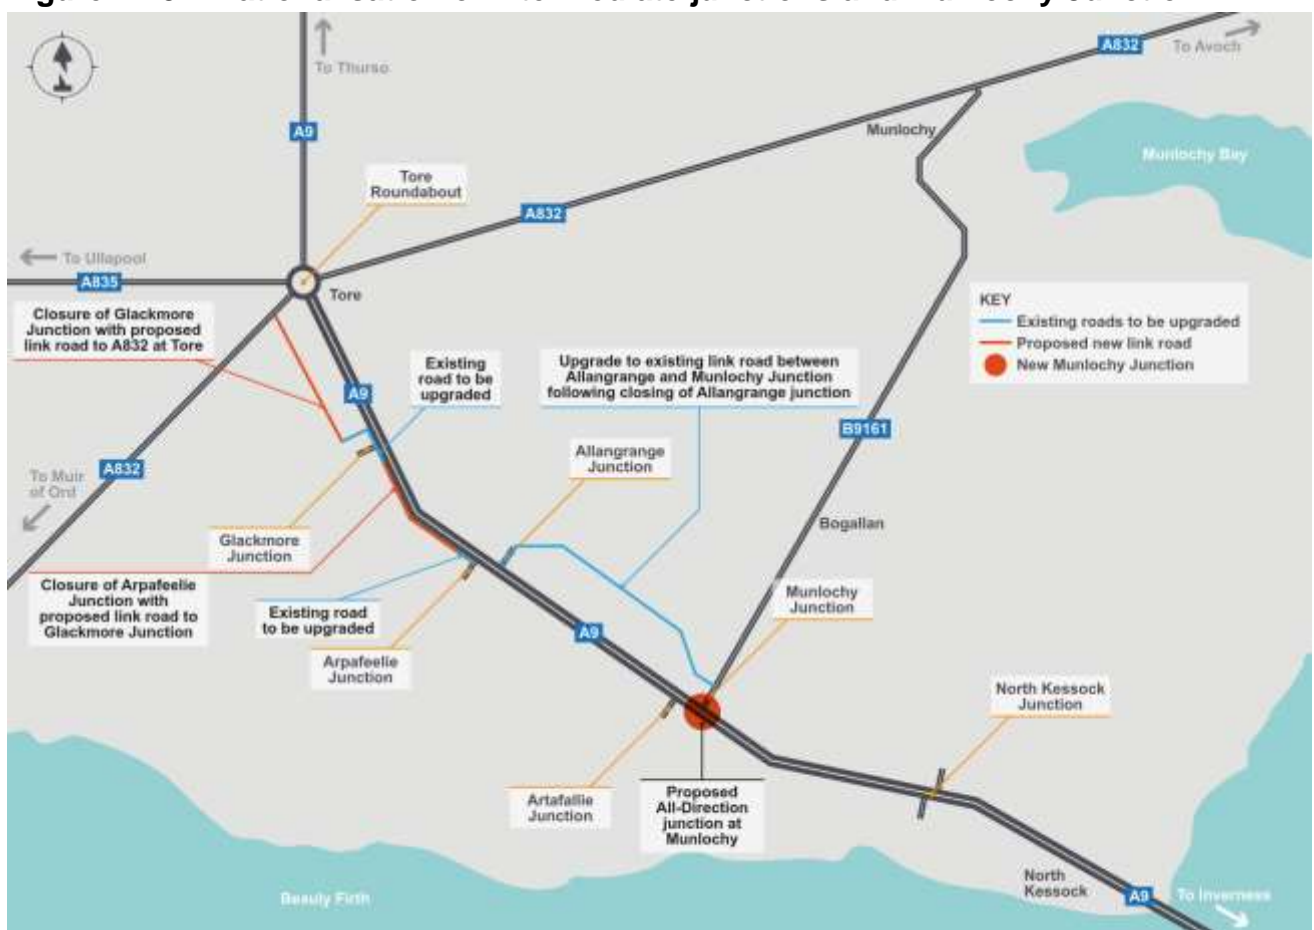 A832
To Avoch
To Thurso
A9
Munlochy
Munlochy Bay
Tore
Roundabout
A832
To Ullapool
A835
Tore
KEY
Existing roads to be upgraded
Proposed new link road
New Munlochy Junction
Closure of Glackmore
Junction with proposed
link road to A832 at Tore
Existing
road to be
upgraded
Upgrade to existing link road between
Allangrange and Munlochy Junction
following closing of Allangrange junction
A9
B9161
Allangrange
Junction
A832
To Muir
of Ord
Bogallan
Glackmore
Junction
Closure of Arpafeelie
Junction with
proposed link road to
Glackmore Junction
Existing road
to be upgraded
Munlochy
Junction
A9
Arpafeelie
Junction
North Kessock
Junction
Artafallie
Junction
Proposed
All-Direction
junction at
Munlochy
North
Kessock
Beauly Firth
A9
To Inverness